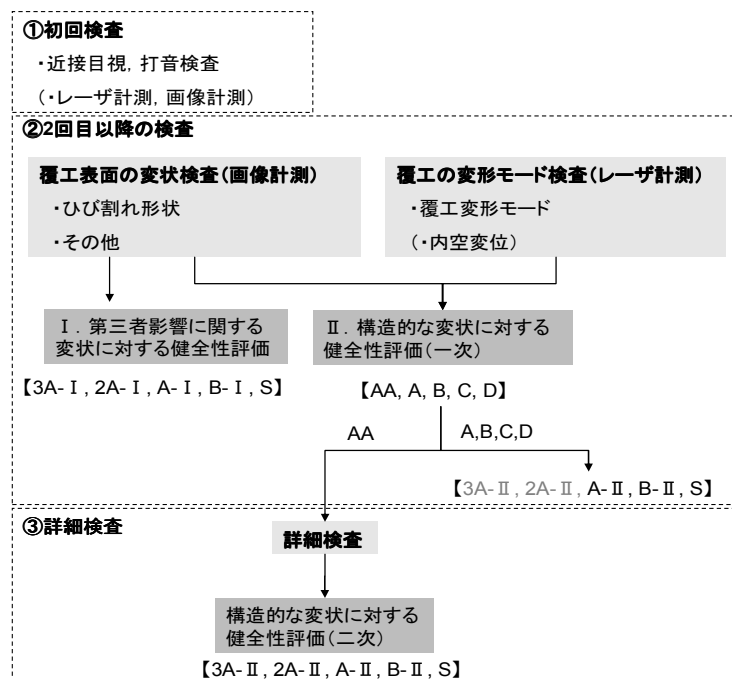 ①初回検査
・近接目視, 打音検査
(・レーザ計測, 画像計測)
②2回目以降の検査
覆工表面の変状検査(画像計測)
・ひび割れ形状
・その他
覆工の変形モード検査(レーザ計測)
・覆工変形モード
(・内空変位)
Ⅰ. 第三者影響に関する
変状に対する健全性評価
【3A-Ⅰ, 2A-Ⅰ, A-Ⅰ, B-Ⅰ, S】
Ⅱ. 構造的な変状に対する
健全性評価(一次)
【AA, A, B, C, D】
AA
A,B,C,D
【3A-Ⅱ, 2A-Ⅱ, A-Ⅱ, B-Ⅱ, S】
③詳細検査
詳細検査
構造的な変状に対する
健全性評価(二次)
【3A-Ⅱ, 2A-Ⅱ, A-Ⅱ, B-Ⅱ, S】